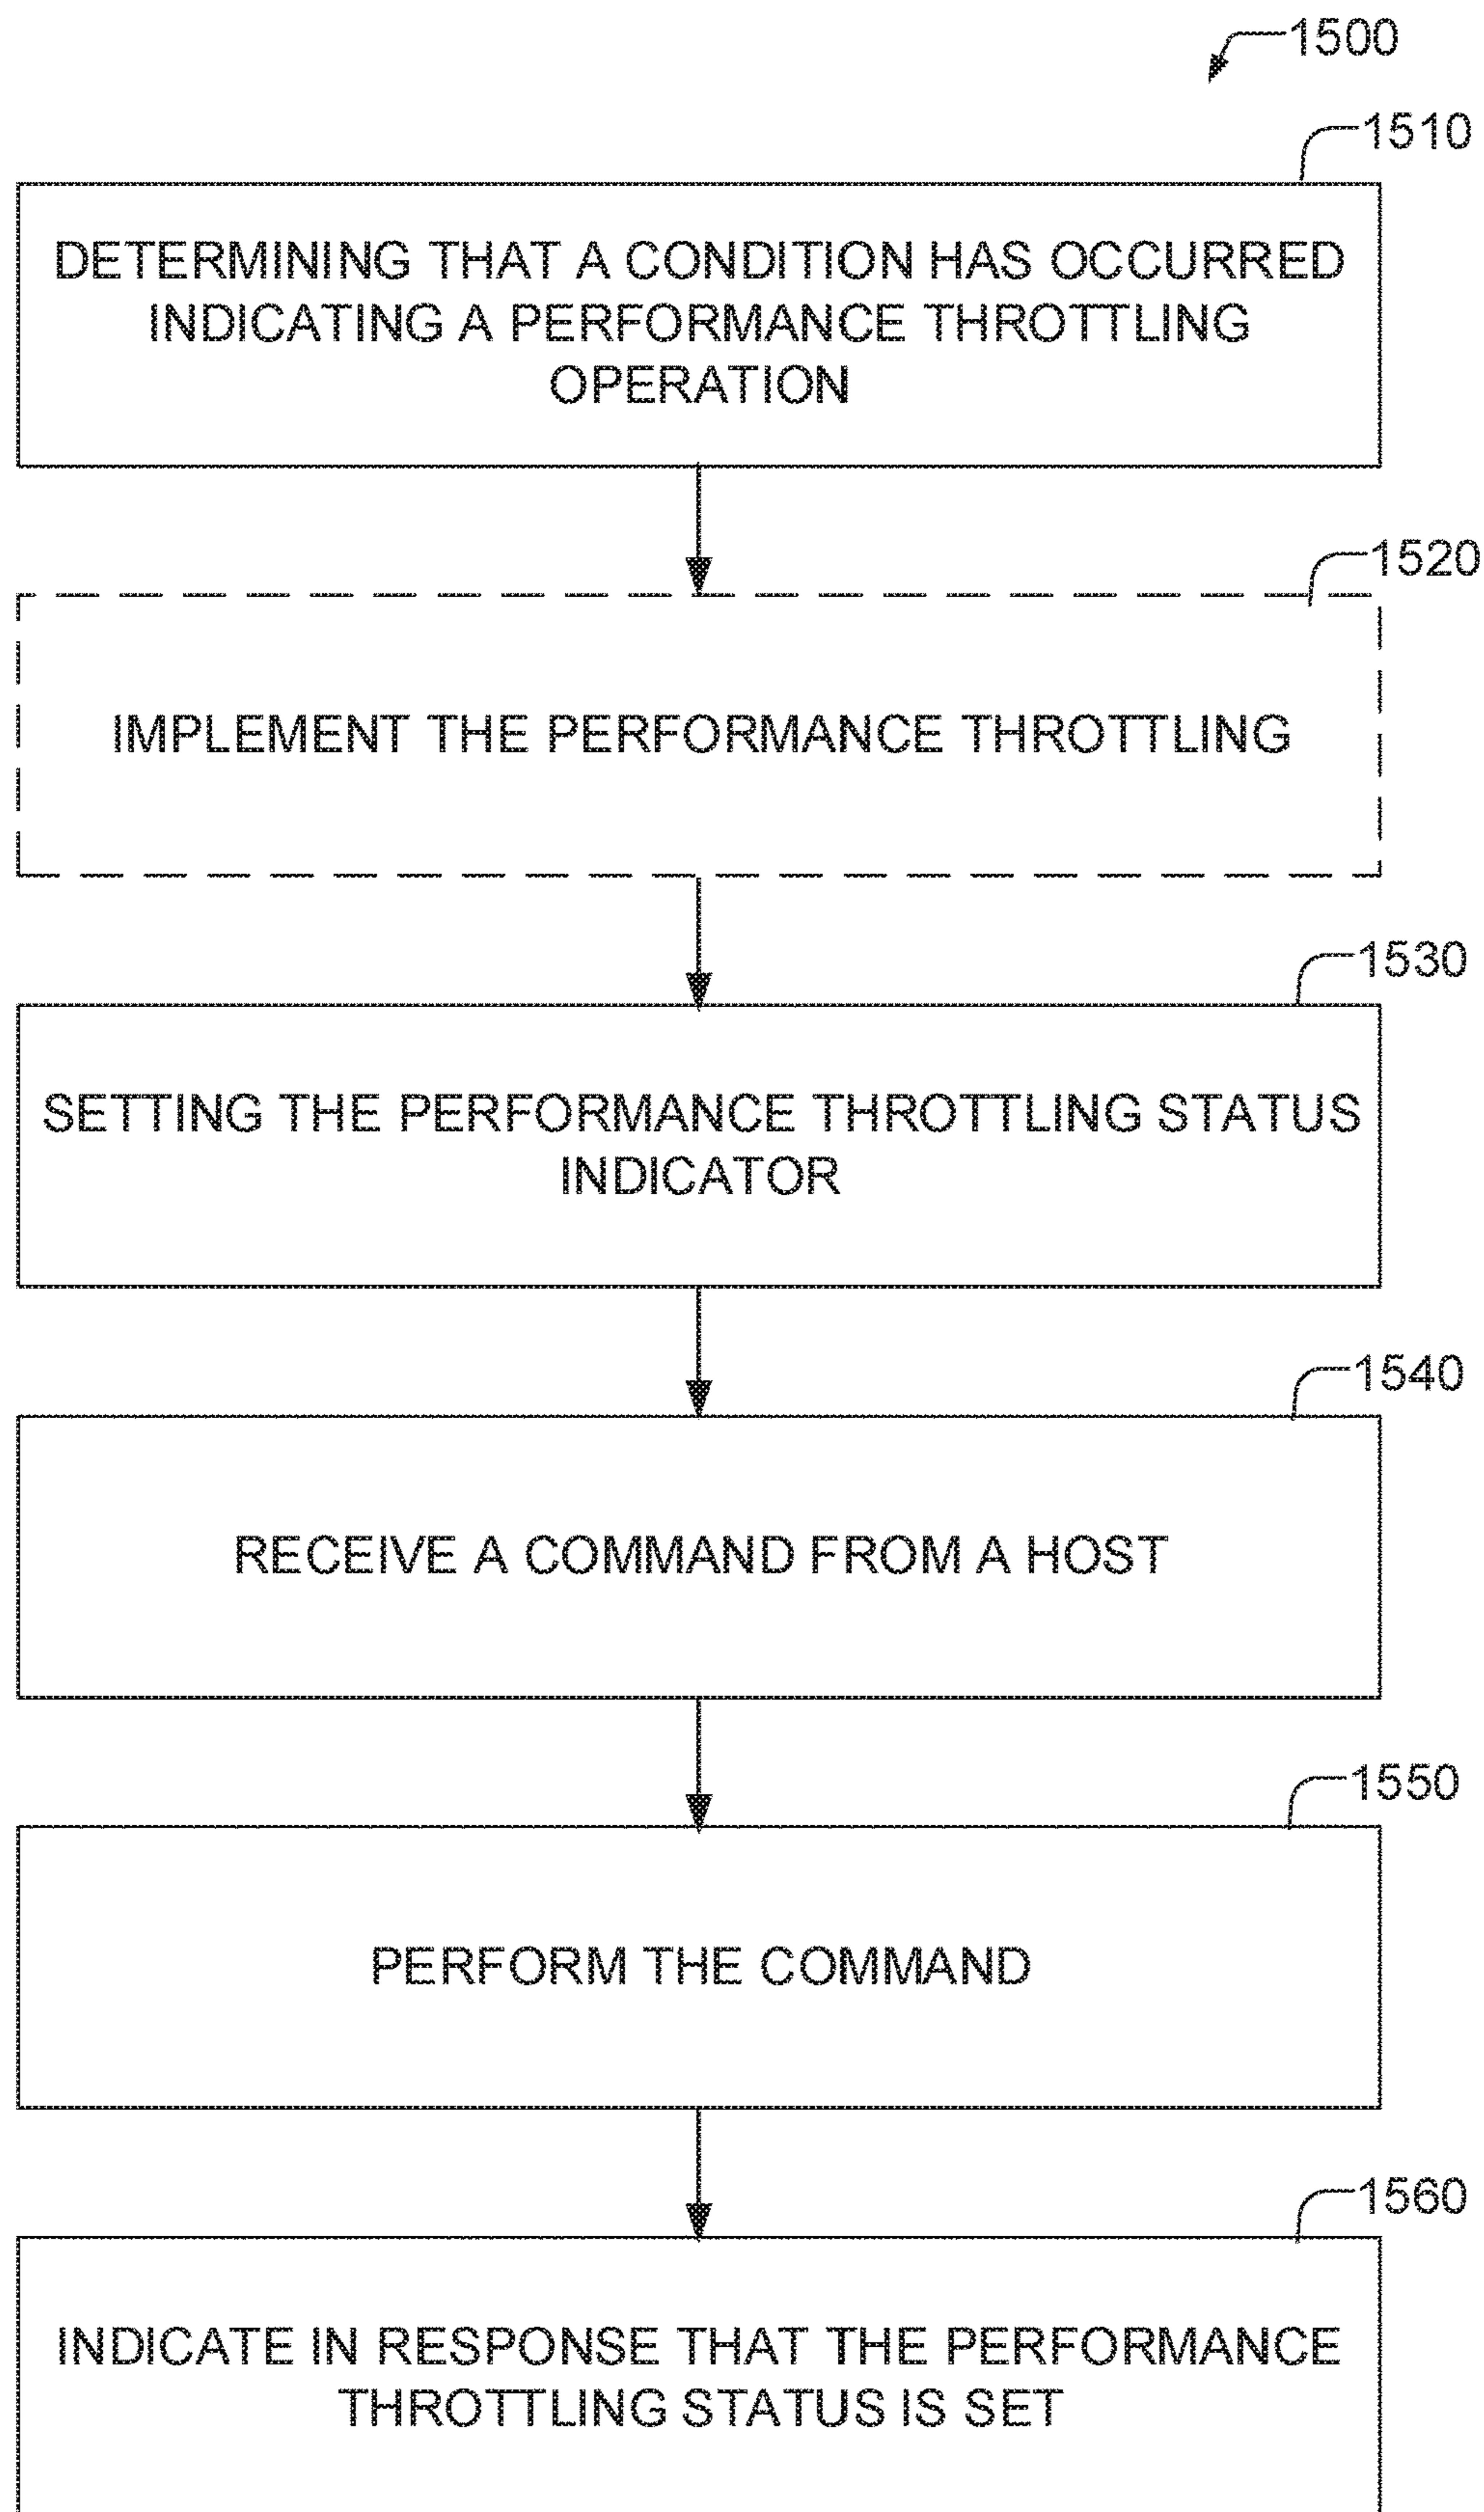 1500
1510
DETERMINING THAT A CONDITION HAS OCCURRED
INDICATING A PERFORMANCE THROTTLING
OPERATION
1520
IMPLEMENT THE PERFORMANCE THROTTLING
1530
SETTING THE PERFORMANCE THROTTLING STATUS
INDICATOR
1540
RECEIVE A COMMAND FROM A HOST
1550
PERFORM THE COMMAND
1560
INDICATE IN RESPONSE THAT THE PERFORMANCE
THROTTLING STATUS IS SET